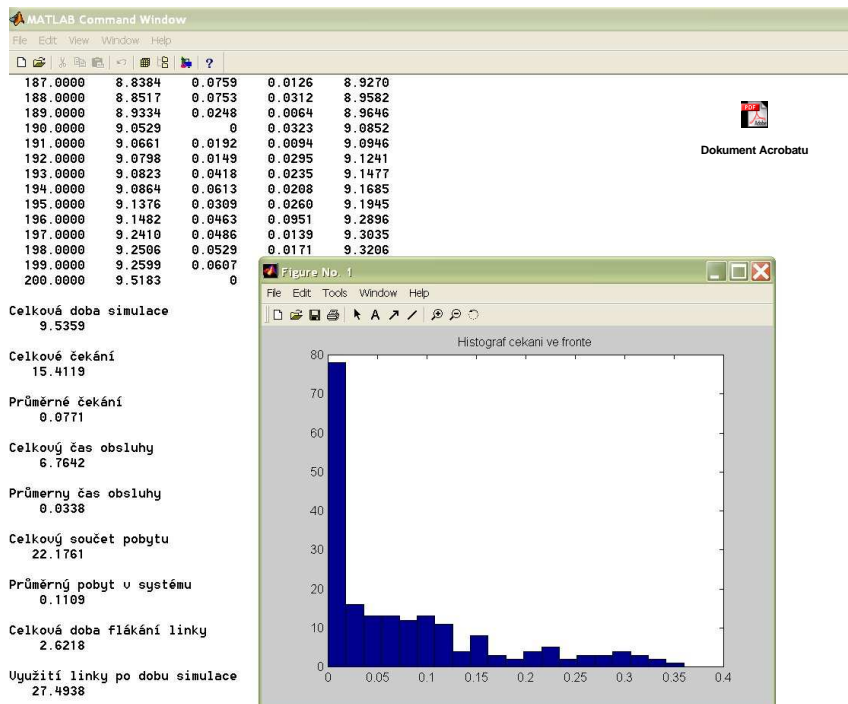 MATLAB Command Window
File Edit View Window Help
187.0000 8.8384 0.0759 0.0126 8.9270
188.0000 8.8517 0.0753 0.0312 8.9582
189.0000 8.9334 0.0248 0.0064 8.9646
190.0000 9.0529 0 0.0323 9.0852
191.0000 9.0661 0.0192 0.0094 9.0946
192.0000 9.0798 0.0149 0.0295 9.1241
193.0000 9.0823 0.0418 0.0235 9.1477
194.0000 9.0864 0.0613 0.0208 9.1685
195.0000 9.1376 0.0309 0.0260 9.1945
196.0000 9.1482 0.0463 0.0951 9.2896
197.0000 9.2410 0.0486 0.0139 9.3035
198.0000 9.2506 0.0529 0.0171 9.3206
199.0000 9.2599 0.0607
200.0000 9.5183 0
Celková doba simulace
9.5359
Celkové čekání
15.4119
Průměrné čekání
0.0771
Celkový čas obsluhy
6.7642
Průmerny čas obsluhy
0.0338
Celkový součet pobytu
22.1761
Průměrný pobyt v systému
0.1109
Celková doba flákání linky
2.6218
Využití linky po dobu simulace
27.4938
PDF
Adobe
Dokument Acrobatu
Figure No. 1
File Edit Tools Window Help
Histograf cekani ve fronte
80
70
60
50
40
30
20
10
0
0 0.05 0.1 0.15 0.2 0.25 0.3 0.35 0.4